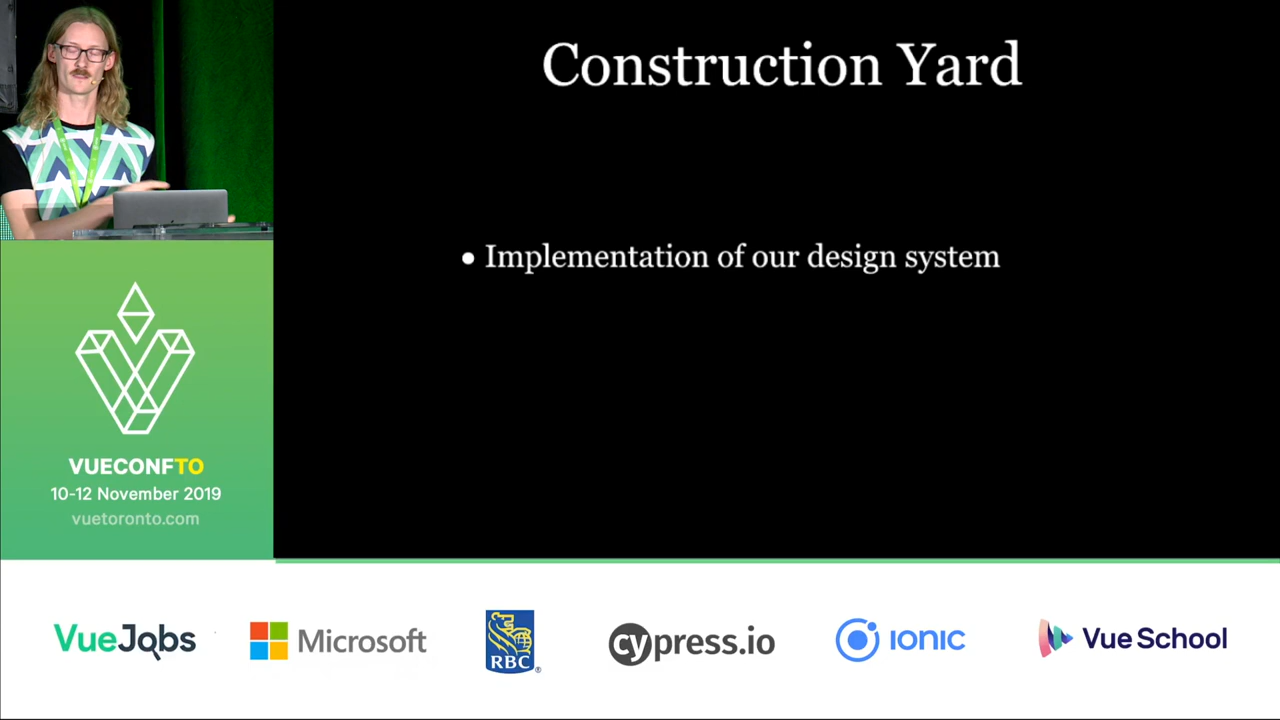 Construction Yard
• Implementation of our design system
VUECONFTO
10-12 November 2019
vuetoronto.com
VueJobs
Microsoft
RBC
®
cypress.io
IONIC
Vue School